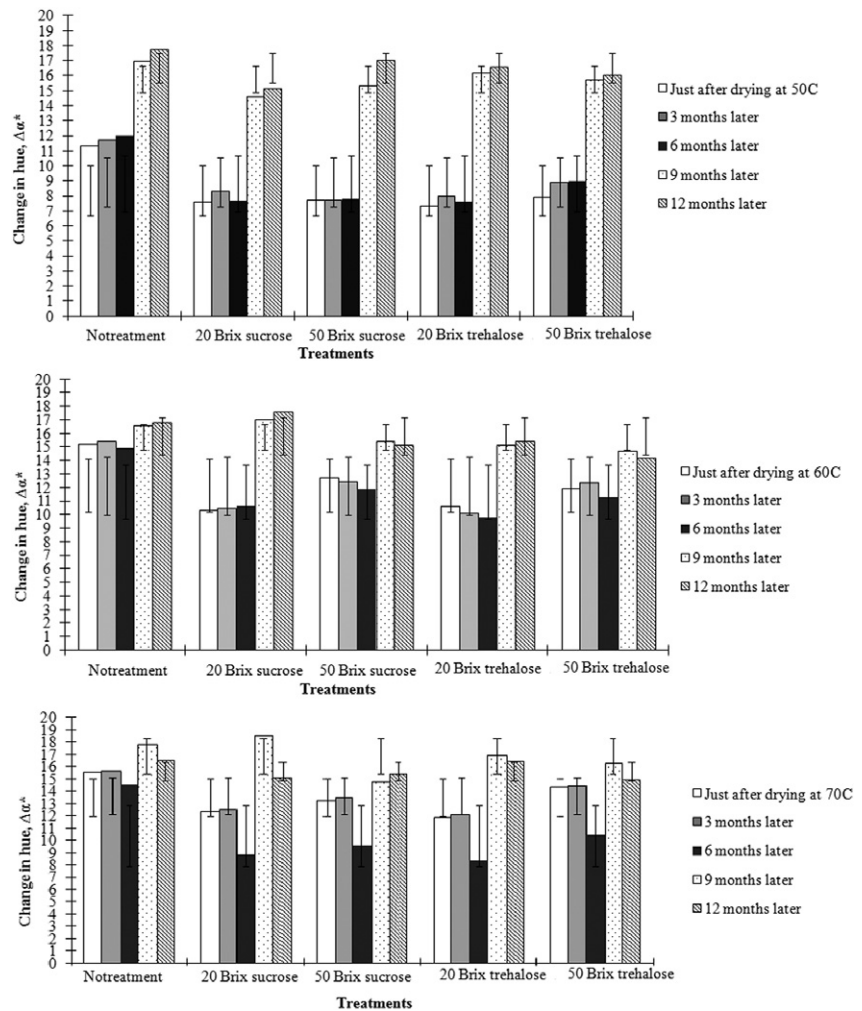 20
19
18
17
16
15
14
13
12
11
10
9
8
7
6
5
4
3
2
1
0
Change in hue, Δα*
Notreatment 20 Brix sucrose 50 Brix sucrose 20 Brix trehalose 50 Brix trehalose
Treatments
Just after drying at 50C
3 months later
6 months later
9 months later
12 months later
20
19
18
17
16
15
14
13
12
11
10
9
8
7
6
5
4
3
2
1
0
Change in hue, Δα*
Notreatment 20 Brix sucrose 50 Brix sucrose 20 Brix trehalose 50 Brix trehalose
Treatments
Just after drying at 60C
3 months later
6 months later
9 months later
12 months later
20
19
18
17
16
15
14
13
12
11
10
9
8
7
6
5
4
3
2
1
0
Change in hue, Δα*
Notreatment 20 Brix sucrose 50 Brix sucrose 20 Brix trehalose 50 Brix trehalose
Treatments
Just after drying at 70C
3 months later
6 months later
9 months later
12 months later